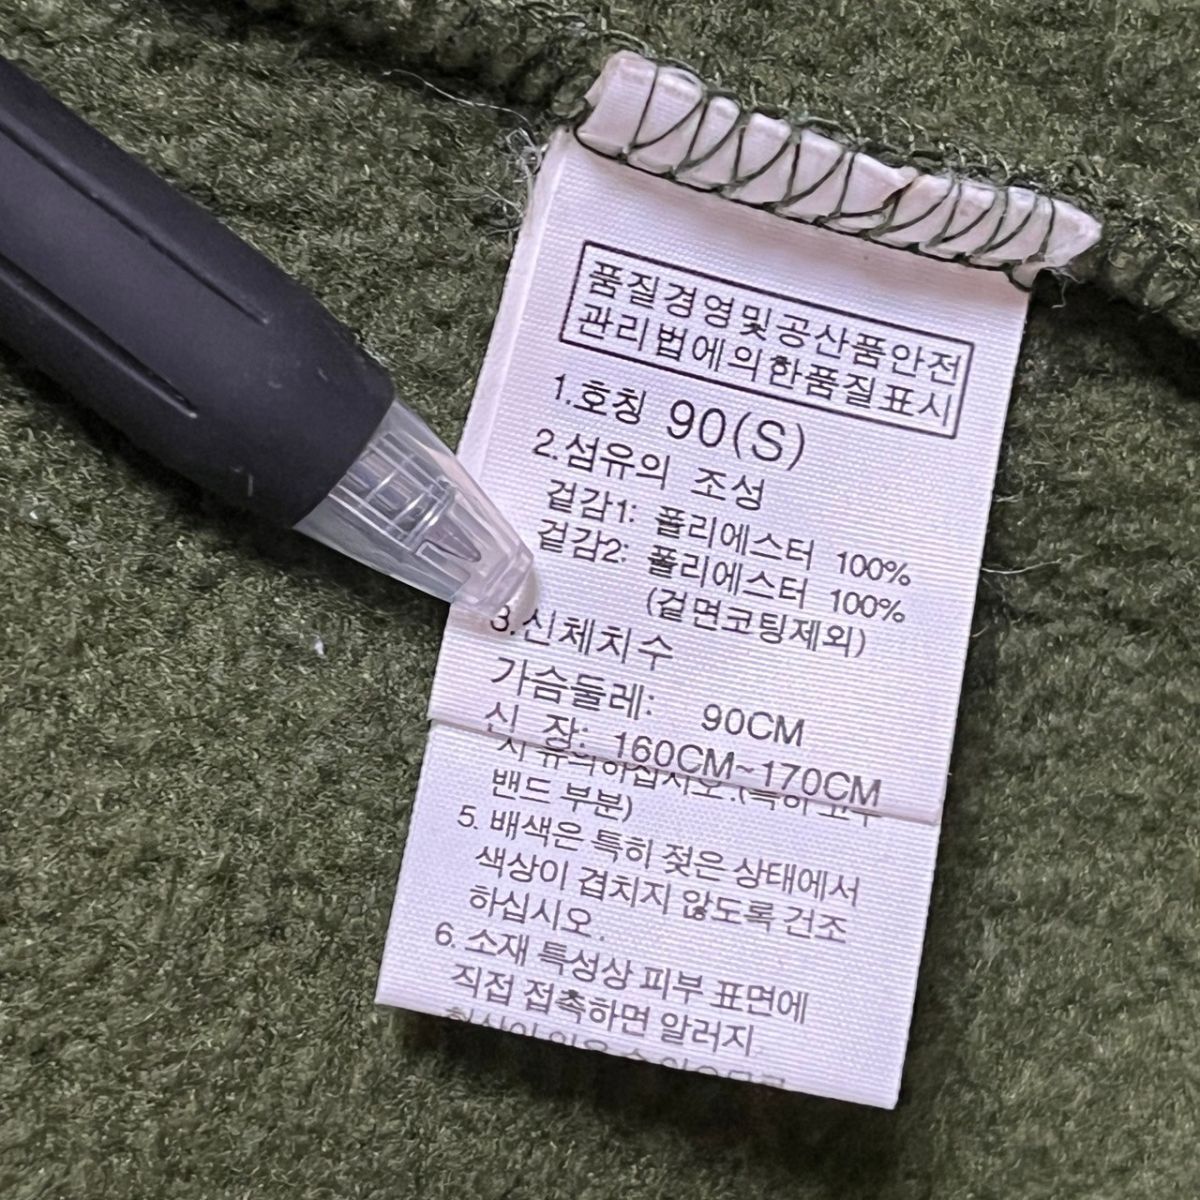 품질경영및공산품안전
관리법에의한품질표시
1.호칭 90(S)
2.섬유의 조성
겉감1: 폴리에스터 100%
겉감2: 폴리에스터 100%
(겉면코팅제외)
3.신체치수
가슴둘레: 90CM
신 장: 160CM~170CM
밴드 부분)
5. 배색은 특히 젖은 상태에서
색상이 겹치지 않도록 건조
하십시오.
6. 소재 특성상 피부 표면에
직접 접촉하면 알러지